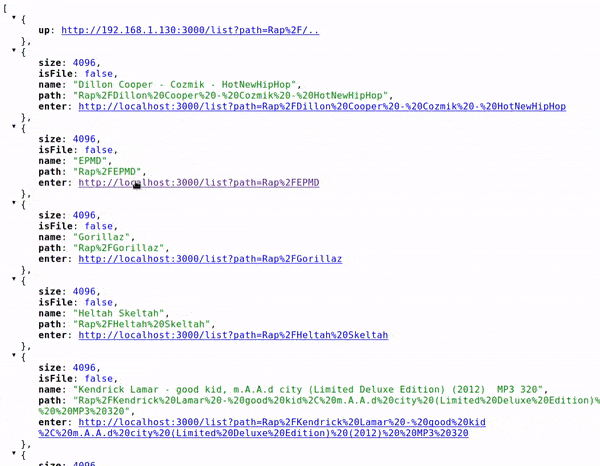 [
{
up: http://192.168.1.130:3000/list?path=Rap%2F/..
},
{
size: 4096,
isFile: false,
name: "Dillon Cooper - Cozmik - HotNewHipHop",
path: "Rap%2FDillon%20Cooper%20-%20Cozmik%20-%20HotNewHipHop",
enter: http://localhost:3000/list?path=Rap%2FDillon%20Cooper%20-%20Cozmik%20-%20HotNewHipHop
},
{
size: 4096,
isFile: false,
name: "EPMD",
path: "Rap%2FEPMD",
enter: http://localhost:3000/list?path=Rap%2FEPMD
},
{
size: 4096,
isFile: false,
name: "Gorillaz",
path: "Rap%2FGorillaz",
enter: http://localhost:3000/list?path=Rap%2FGorillaz
},
{
size: 4096,
isFile: false,
name: "Heltah Skeltah",
path: "Rap%2FHeltah%20Skeltah",
enter: http://localhost:3000/list?path=Rap%2FHeltah%20Skeltah
},
{
size: 4096,
isFile: false,
name: "Kendrick Lamar - good kid, m.A.A.d city (Limited Deluxe Edition) (2012)  MP3 320",
path: "Rap%2FKendrick%20Lamar%20-%20good%20kid%2C%20m.A.A.d%20city%20(Limited%20Deluxe%20Edition)%
%20%20MP3%20320",
enter: http://localhost:3000/list?path=Rap%2FKendrick%20Lamar%20-%20good%20kid
%2C%20m.A.A.d%20city%20(Limited%20Deluxe%20Edition)%20(2012)%20%20MP3%20320
},
{
size: 4096